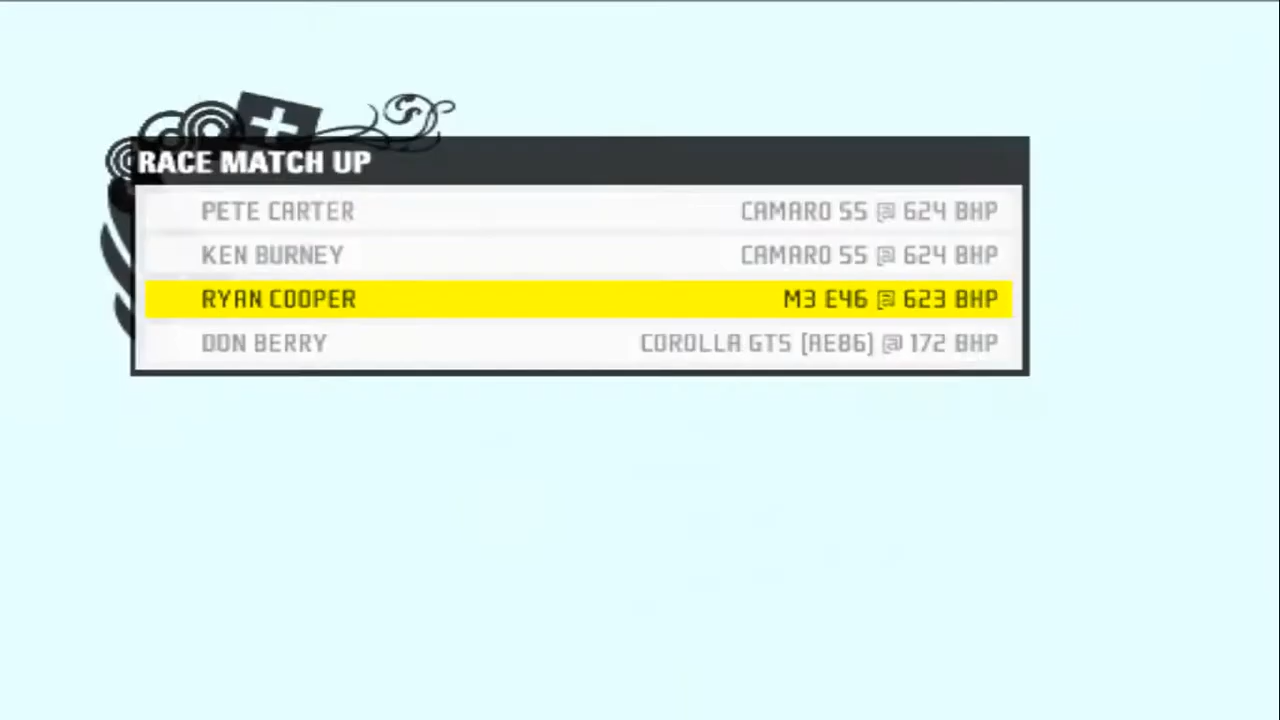 RACE MATCH UP
PETE CARTER CAMARO SS @ 624 BHP
KEN BURNEY CAMARO SS @ 624 BHP
RYAN COOPER M3 E46 @ 623 BHP
DON BERRY COROLLA GTS (AE86) @ 172 BHP